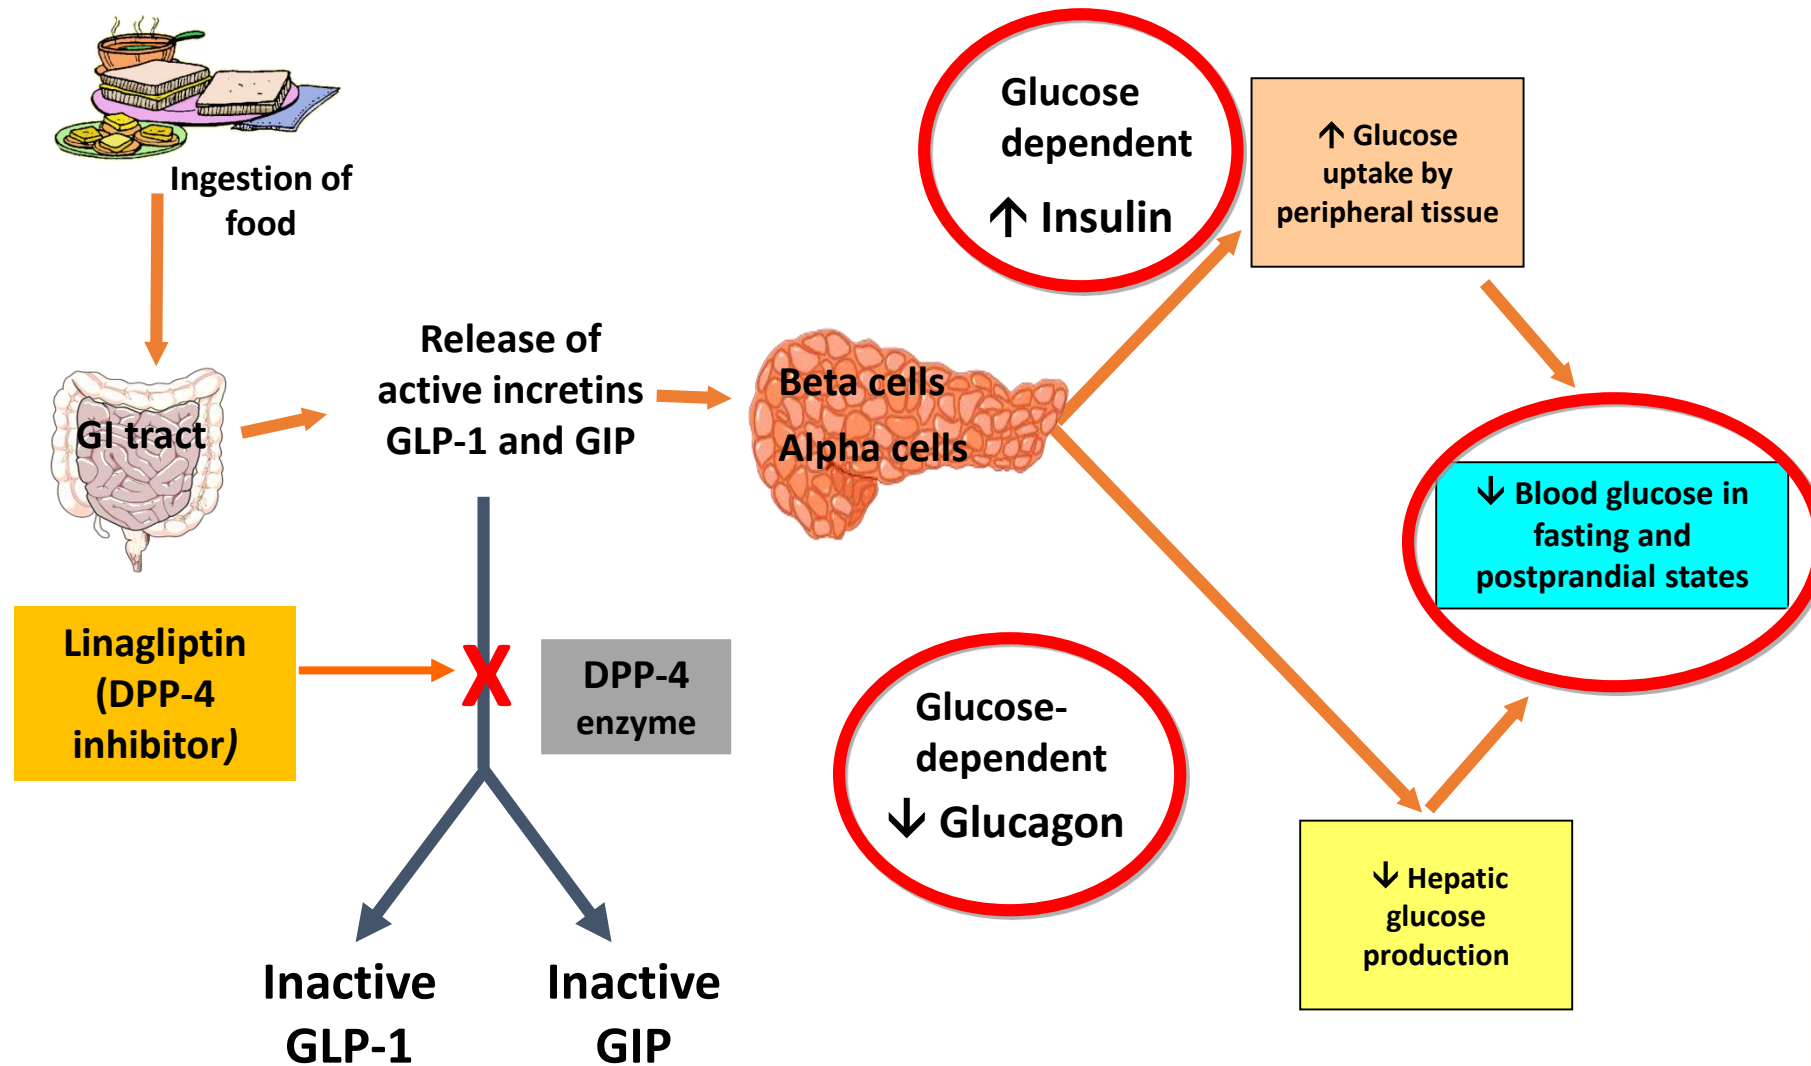 Ingestion of
food
GI tract
Release of
active incretins
GLP-1 and GIP
Beta cells
Alpha cells
Glucose
dependent
↑ Insulin
↑ Glucose
uptake by
peripheral tissue
↓ Blood glucose in
fasting and
postprandial states
Linagliptin
(DPP-4
inhibitor)
X
DPP-4
enzyme
Glucose-
dependent
↓ Glucagon
↓ Hepatic
glucose
production
Inactive
GLP-1
Inactive
GIP